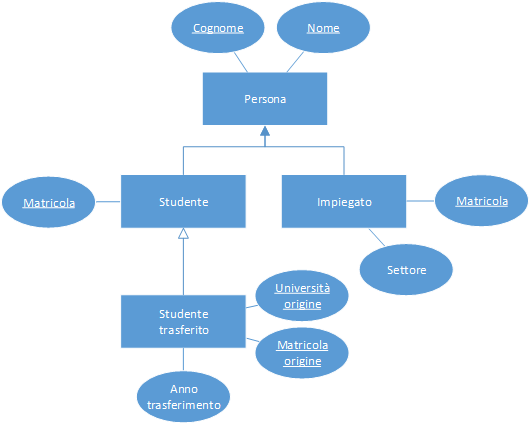 Cognome
Nome
Persona
Matricola
Studente
Impiegato
Matricola
Settore
Università
origine
Studente
trasferito
Matricola
origine
Anno
trasferimento